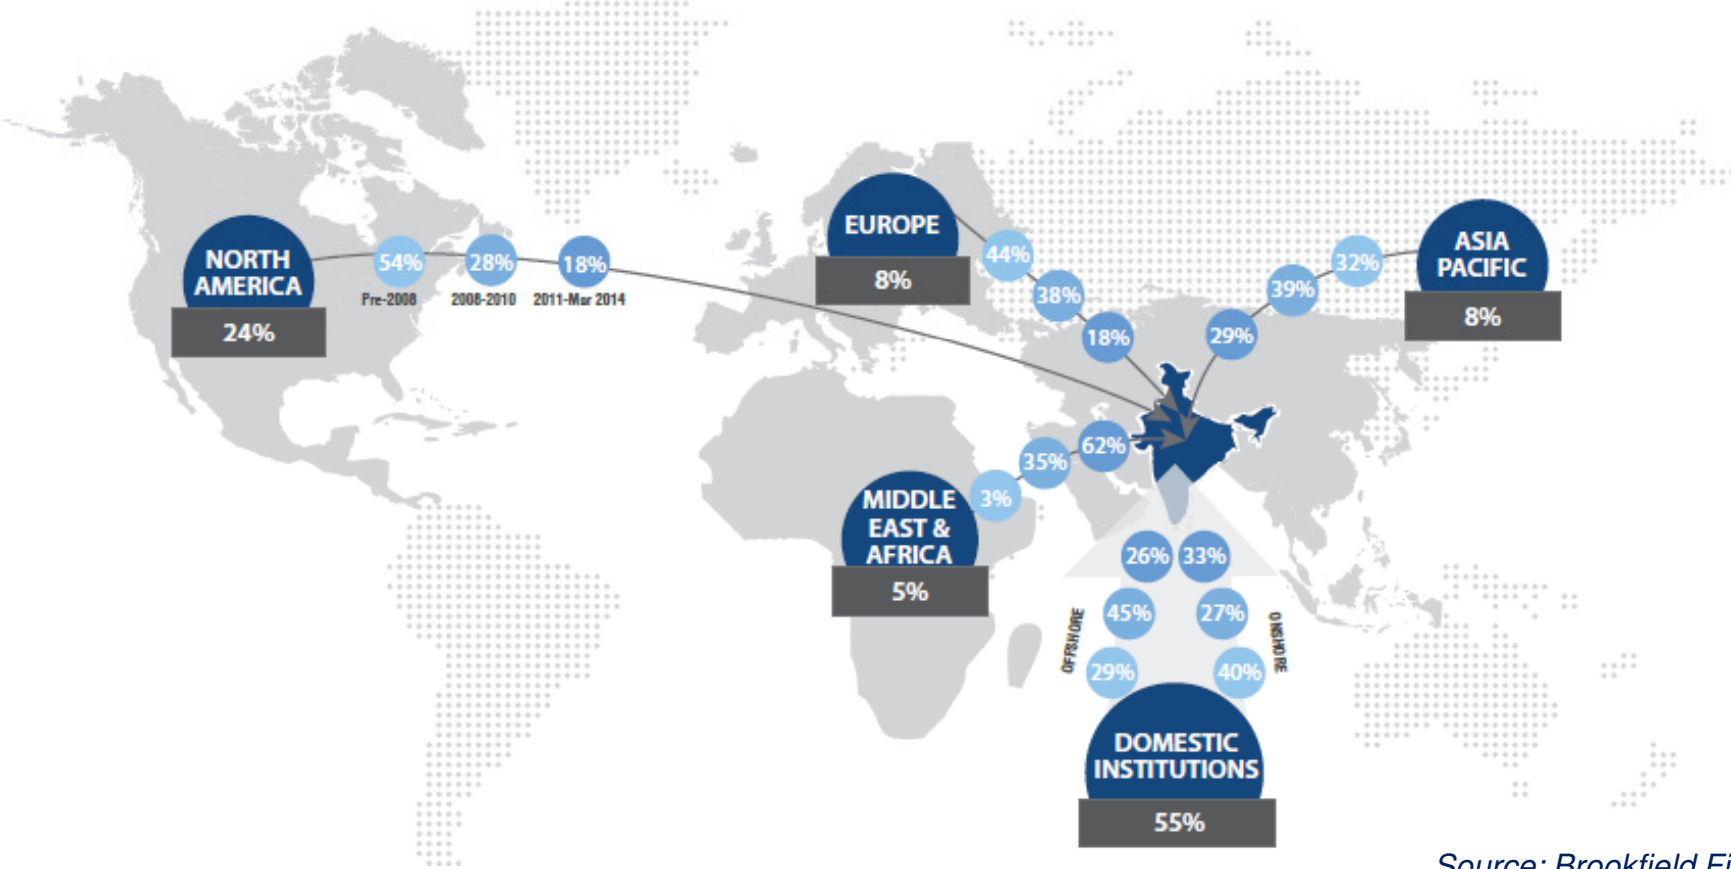 NORTH
AMERICA
24%
54%
28%
18%
Pre-2008
2008-2010
2011-Mar 2014
EUROPE
8%
44%
38%
18%
ASIA
PACIFIC
8%
32%
39%
29%
MIDDLE
EAST &
AFRICA
5%
3%
35%
62%
26%
33%
45%
27%
29%
40%
OFFSHORE
ONSHORE
DOMESTIC
INSTITUTIONS
55%
Source: Brookfield